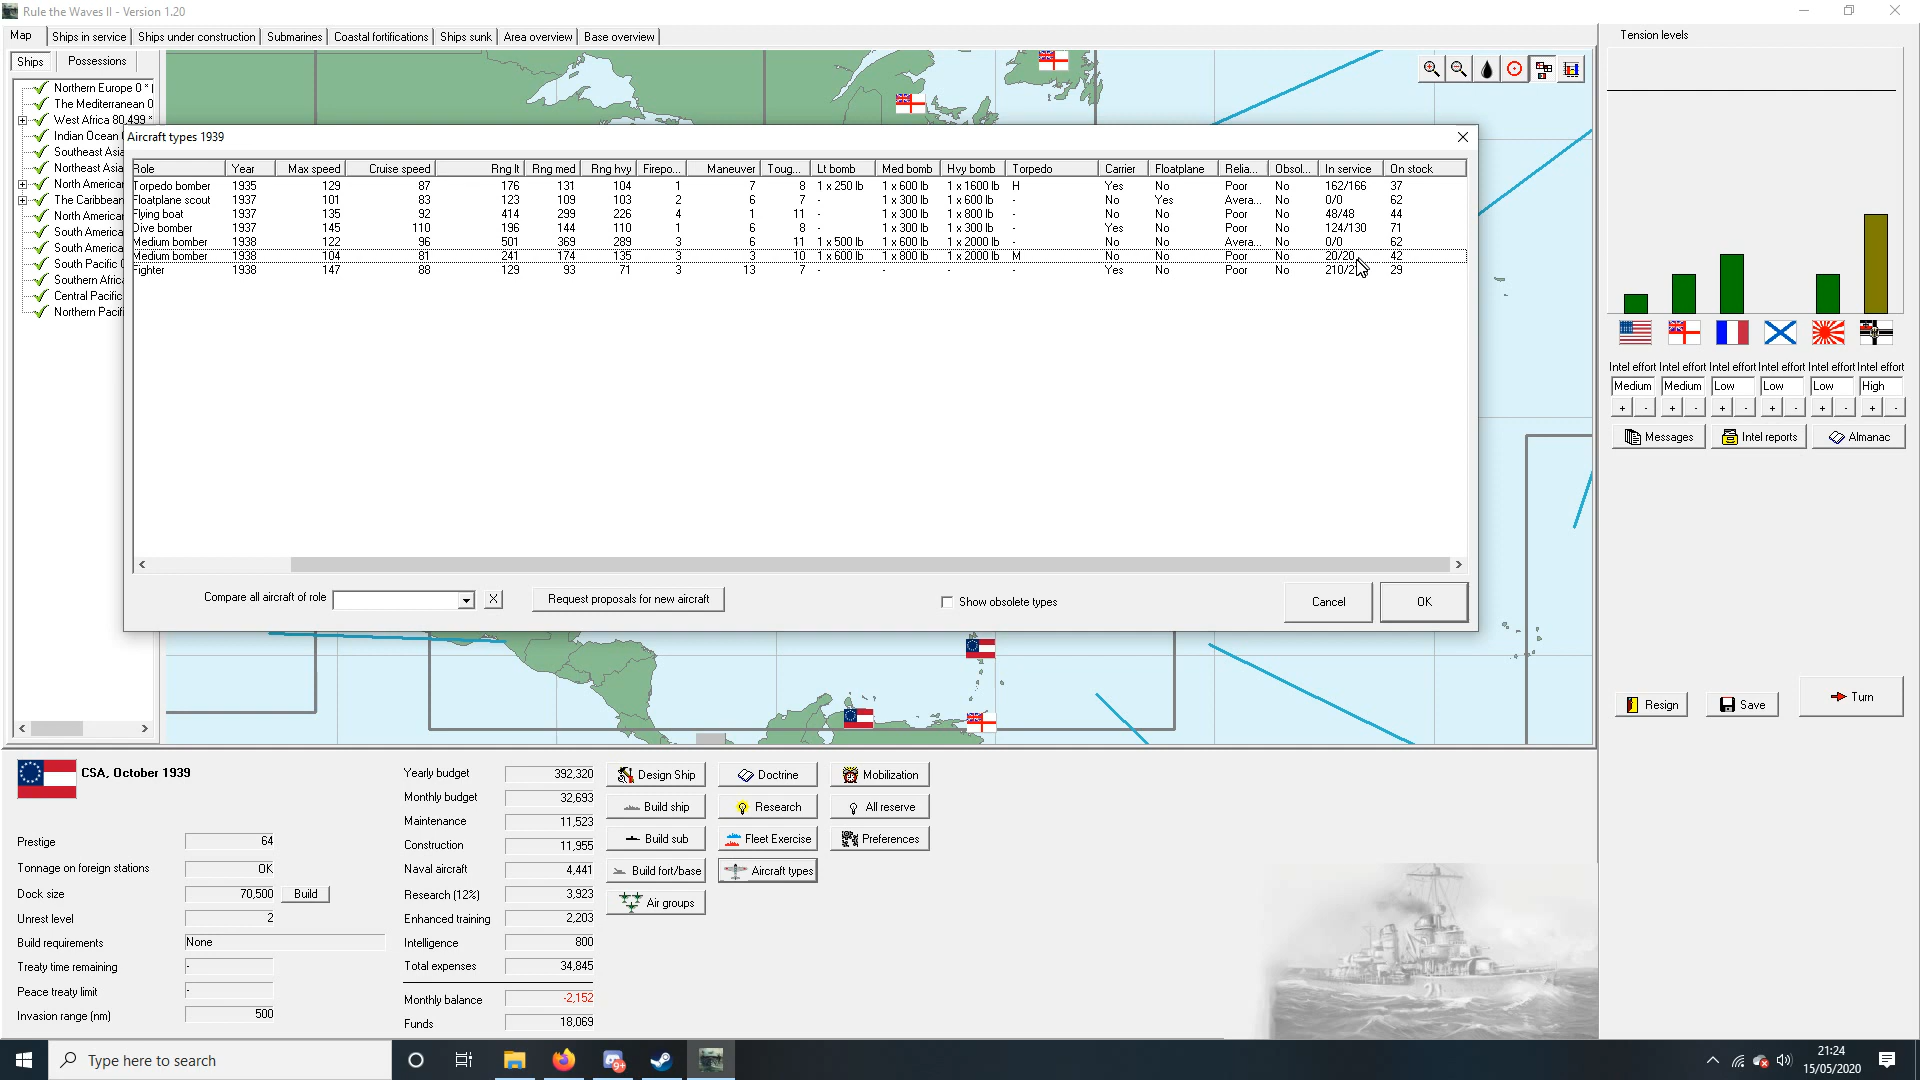 Rule the Waves II - Version 1.20
Map Ships in service Ships under construction Submarines Coastal fortifications Ships sunk Area overview Base overview
Ships Possessions
Northern Europe 0 *
The Mediterranean 0
West Africa 80,499 *
Indian Ocean
Southeast Asia
Northeast Asia
North American
The Caribbean
North American
South America
South America
South Pacific
Southern Africa
Central Pacific
Northern Pacifi
Aircraft types 1939
Role Year Max speed Cruise speed Rng lt Rng med Rng hvy Firepo... Maneuver Toug... Lt bomb Med bomb Hvy bomb Torpedo Carrier Floatplane Relia... Obsol... In service On stock
Torpedo bomber 1935 129 87 176 131 104 1 7 8 1 x 250 lb 1 x 600 lb 1 x 1600 lb H Yes No Poor No 162/166 37
Floatplane scout 1937 101 83 123 109 103 2 6 7 - 1 x 300 lb 1 x 600 lb - No Yes Avera... No 0/0 62
Flying boat 1937 135 92 414 299 226 4 1 11 - 1 x 300 lb 1 x 800 lb - No No Poor No 48/48 44
Dive bomber 1937 145 110 196 144 110 1 6 8 - 1 x 300 lb 1 x 300 lb - Yes No Poor No 124/130 71
Medium bomber 1938 122 96 501 369 289 3 6 11 1 x 500 lb 1 x 600 lb 1 x 2000 lb - No No Avera... No 0/0 62
Medium bomber 1938 104 81 241 174 135 3 3 10 1 x 600 lb 1 x 800 lb 1 x 2000 lb M No No Poor No 20/20 42
Fighter 1938 147 88 129 93 71 3 13 7 - - - - Yes No Poor No 210/2 29
Compare all aircraft of role X Request proposals for new aircraft Show obsolete types Cancel OK
Tension levels
Intel effort Intel effort Intel effort Intel effort Intel effort Intel effort
Medium Medium Low Low Low High
+ - + - + - + - + - + -
Messages Intel reports Almanac
Resign Save Turn
CSA, October 1939
Prestige 64
Tonnage on foreign stations OK
Dock size 70,500 Build
Unrest level 2
Build requirements None
Treaty time remaining -
Peace treaty limit -
Invasion range (nm) 500
Yearly budget 392,320
Monthly budget 32,693
Maintenance 11,523
Construction 11,955
Naval aircraft 4,441
Research (12%) 3,923
Enhanced training 2,203
Intelligence 800
Total expenses 34,845
Monthly balance -2,152
Funds 18,069
Design Ship Doctrine Mobilization
Build ship Research All reserve
Build sub Fleet Exercise Preferences
Build fort/base Aircraft types
Air groups
Type here to search
9+
21:24
15/05/2020